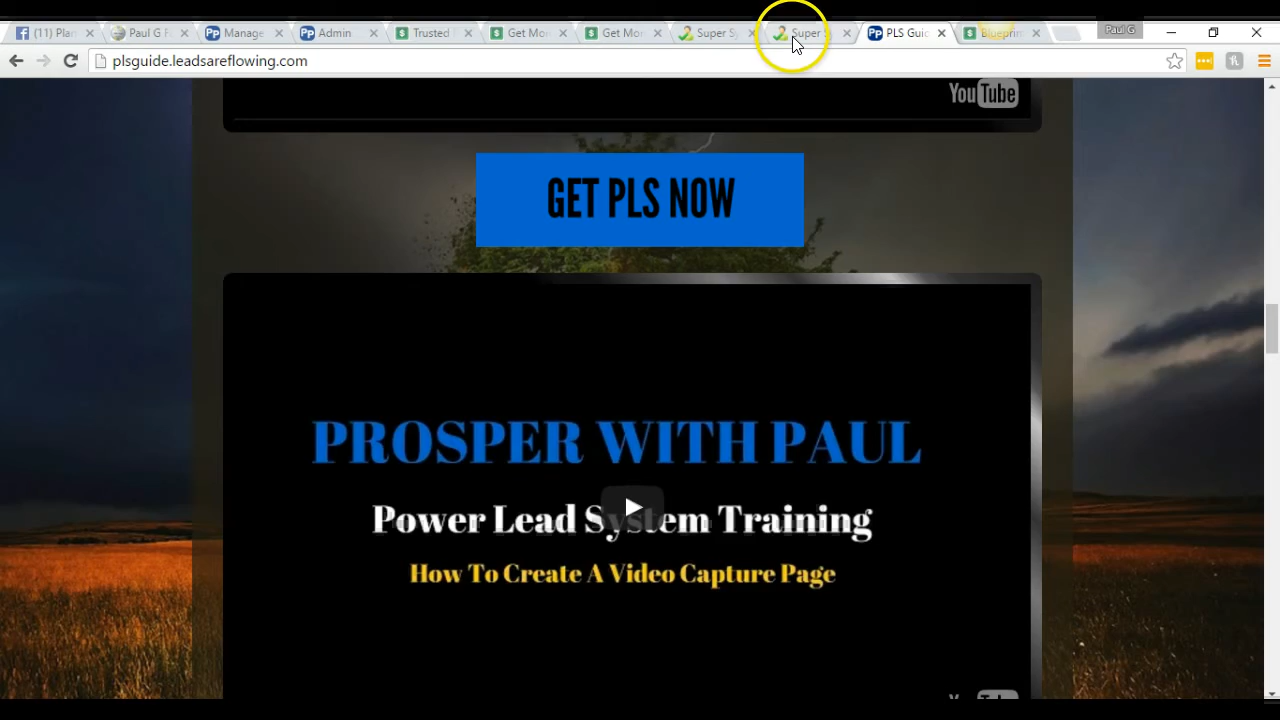 (11) Plan
Paul G F
Manage
Admin
Trusted
Get Mo
Get Mo
Super S
Super S
PLS Guid
Blueprin
Paul G
plsguide.leadsareflowing.com
YouTube
GET PLS NOW
PROSPER WITH PAUL
Power Lead System Training
How To Create A Video Capture Page